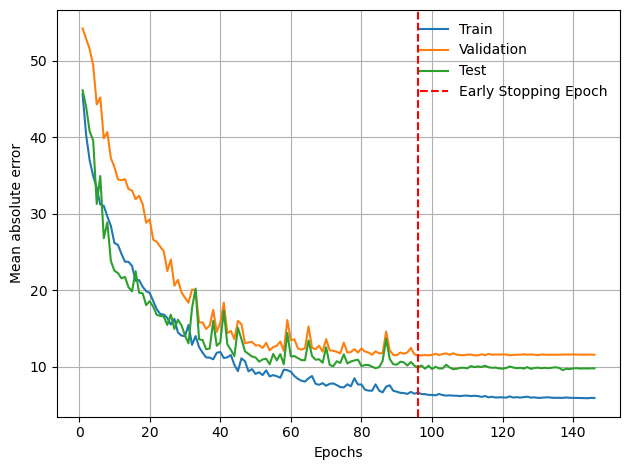 Train
Validation
Test
Early Stopping Epoch
Mean absolute error
50
40
30
20
10
0 20 40 60 80 100 120 140
Epochs